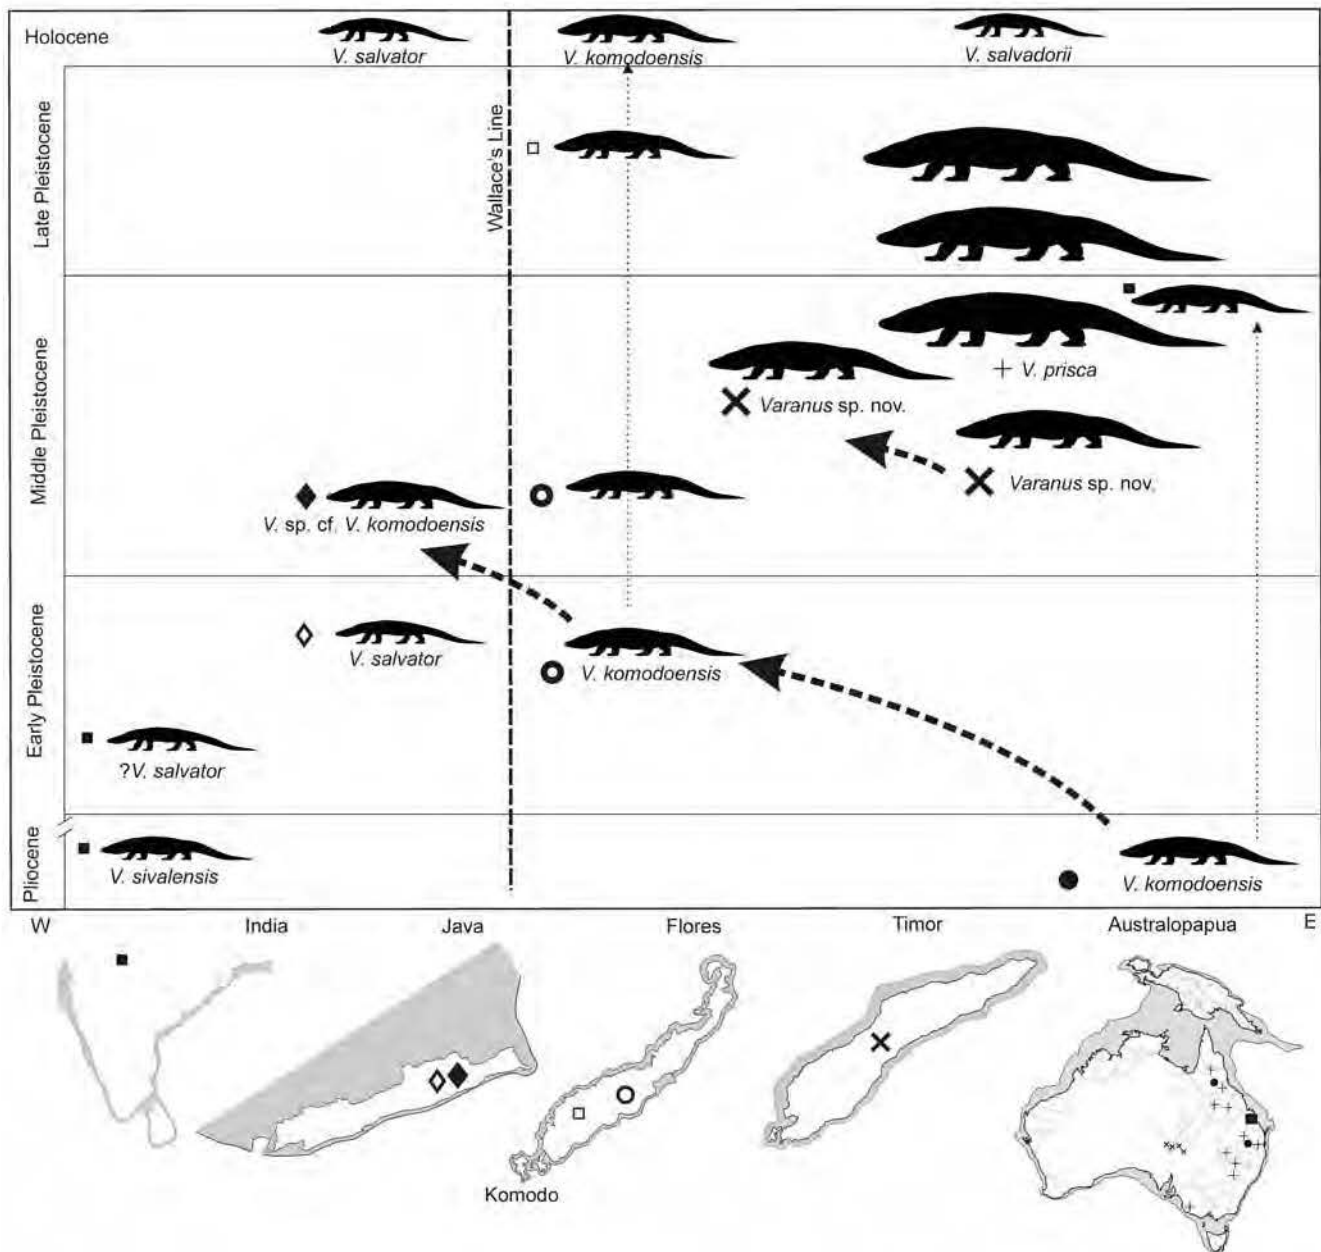 Holocene
V. salvator
V. komodoensis
V. salvadorii
Late Pleistocene
Wallace's Line
Middle Pleistocene
V. prisca
Varanus sp. nov.
Varanus sp. nov.
V. sp. cf. V. komodoensis
Early Pleistocene
V. salvator
V. komodoensis
?V. salvator
Pliocene
V. sivalensis
V. komodoensis
W India Java Flores Timor Australopapua E
Komodo